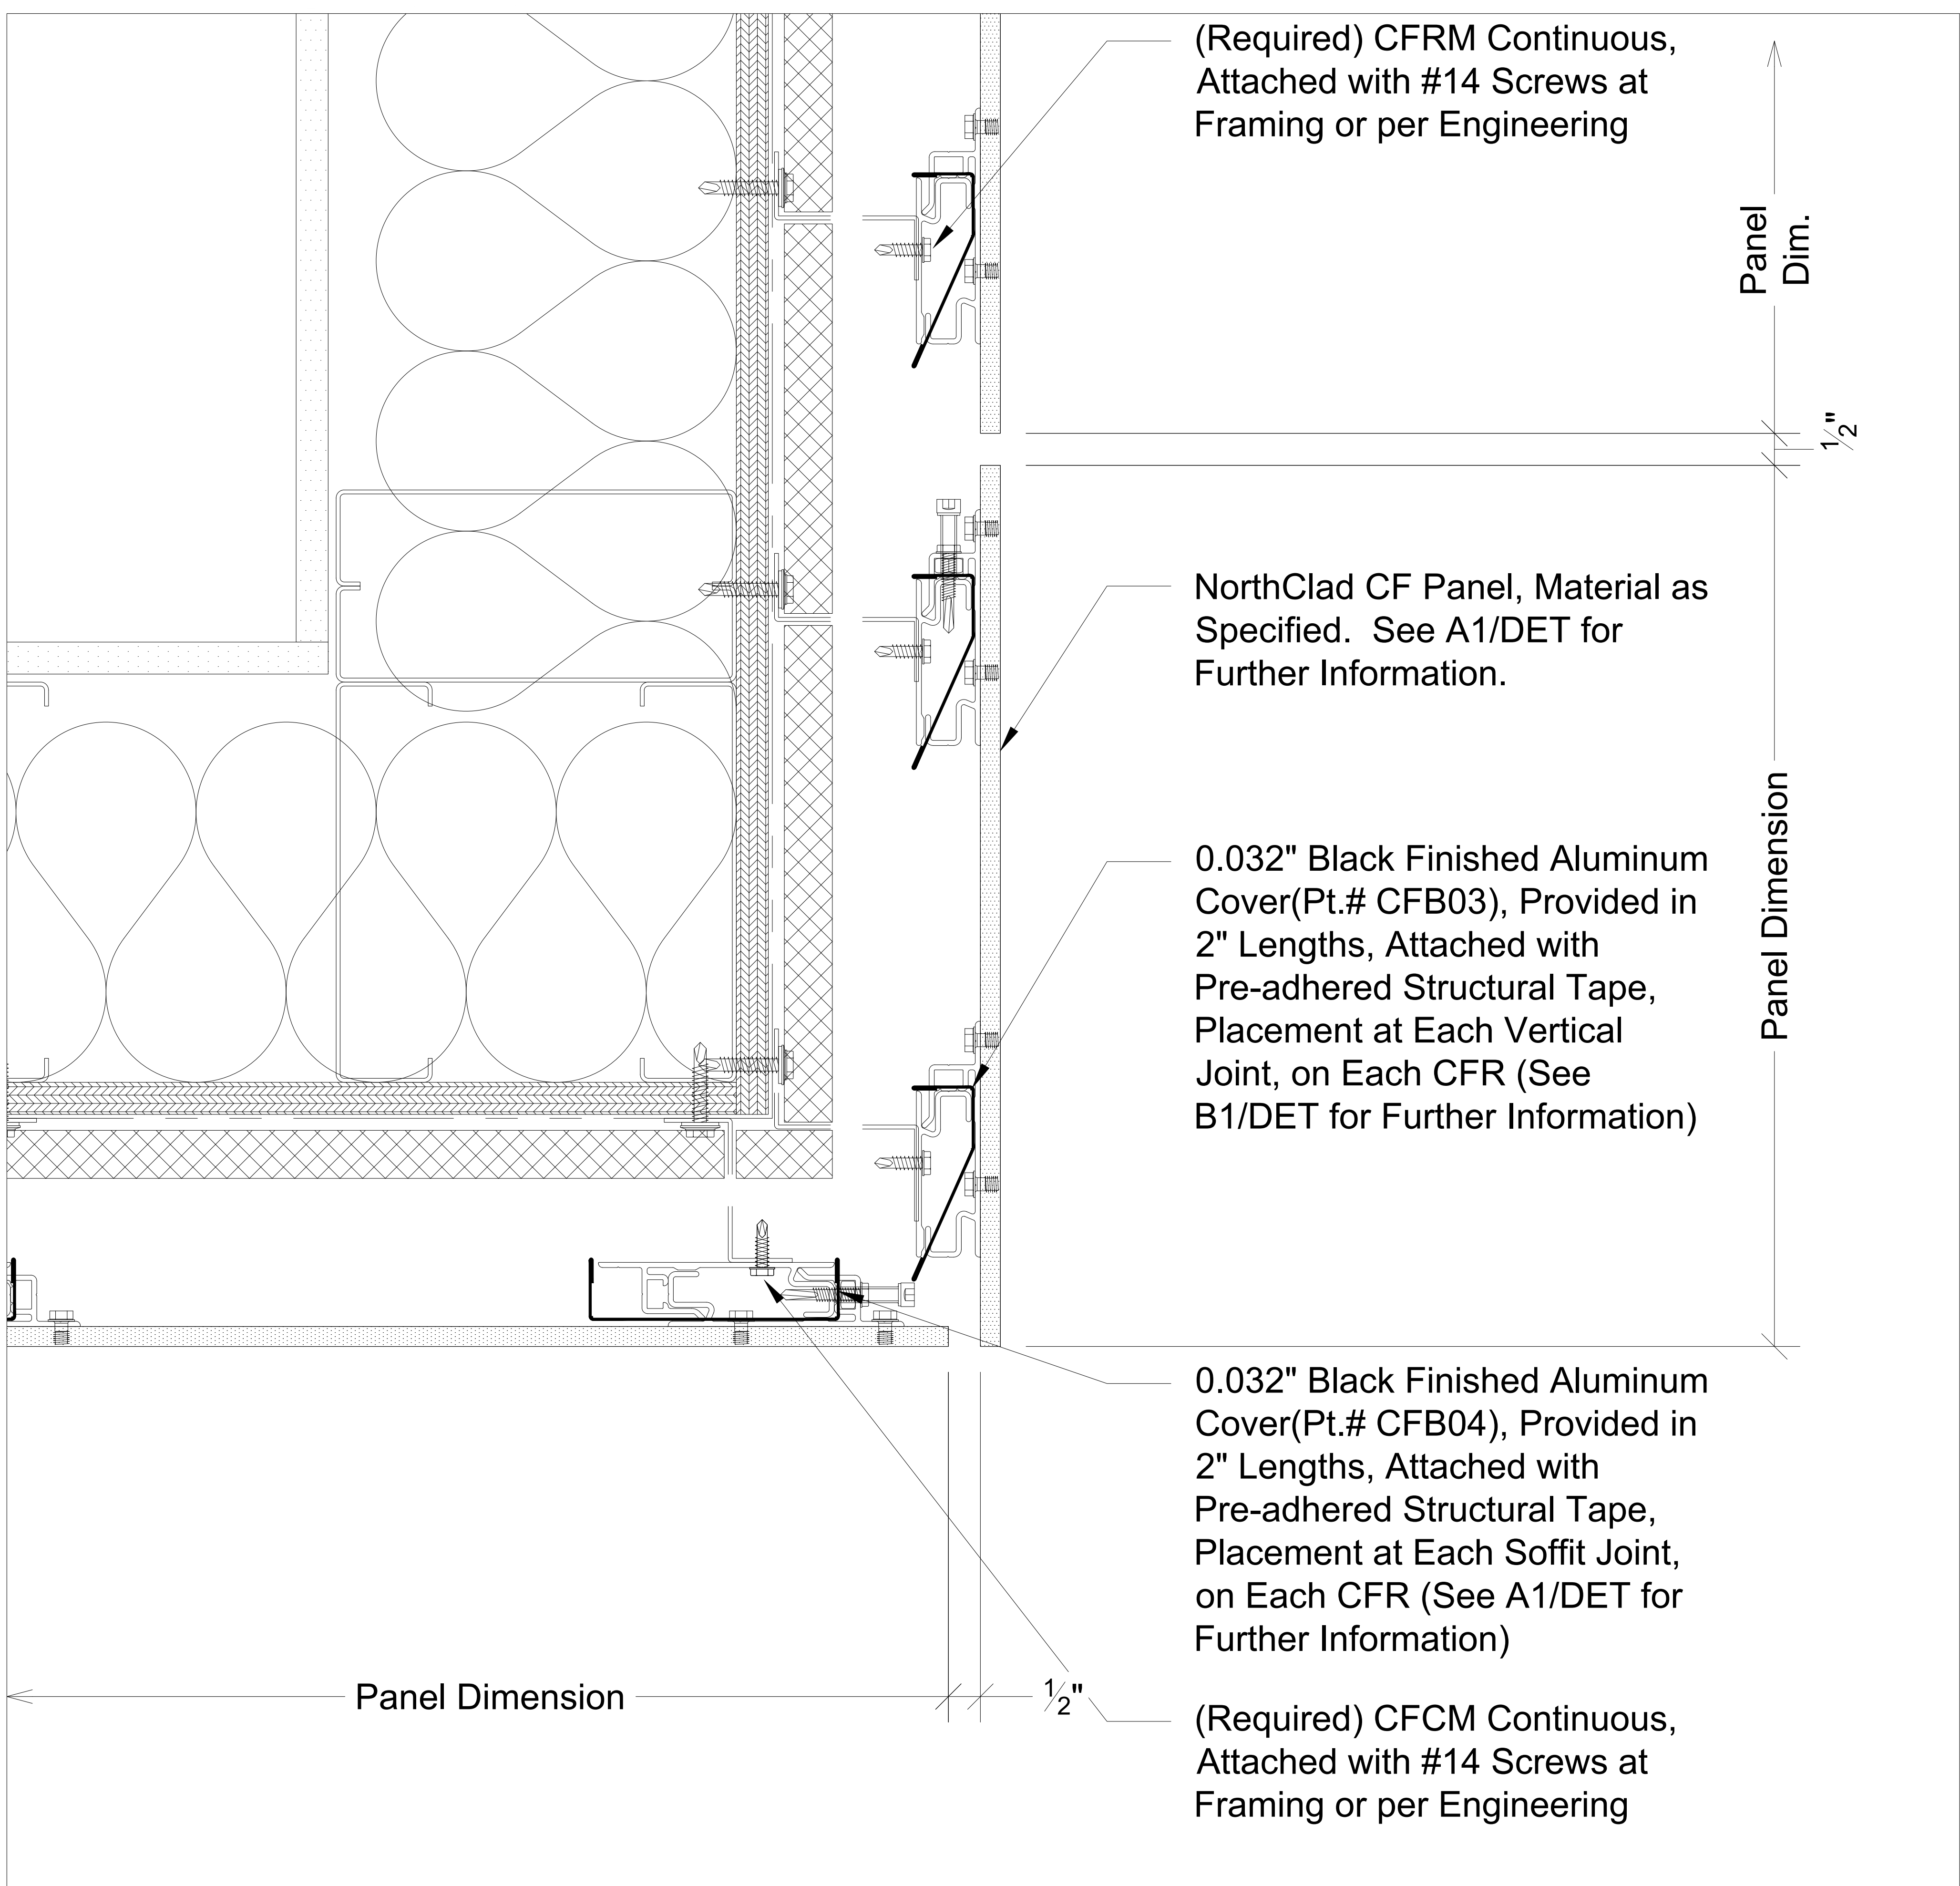 (Required) CFRM Continuous,
Attached with #14 Screws at
Framing or per Engineering
Panel
Dim.
1/2"
NorthClad CF Panel, Material as
Specified.  See A1/DET for
Further Information.
0.032" Black Finished Aluminum
Cover(Pt.# CFB03), Provided in
2" Lengths, Attached with
Pre-adhered Structural Tape,
Placement at Each Vertical
Joint, on Each CFR (See
B1/DET for Further Information)
Panel Dimension
0.032" Black Finished Aluminum
Cover(Pt.# CFB04), Provided in
2" Lengths, Attached with
Pre-adhered Structural Tape,
Placement at Each Soffit Joint,
on Each CFR (See A1/DET for
Further Information)
Panel Dimension
1/2"
(Required) CFCM Continuous,
Attached with #14 Screws at
Framing or per Engineering